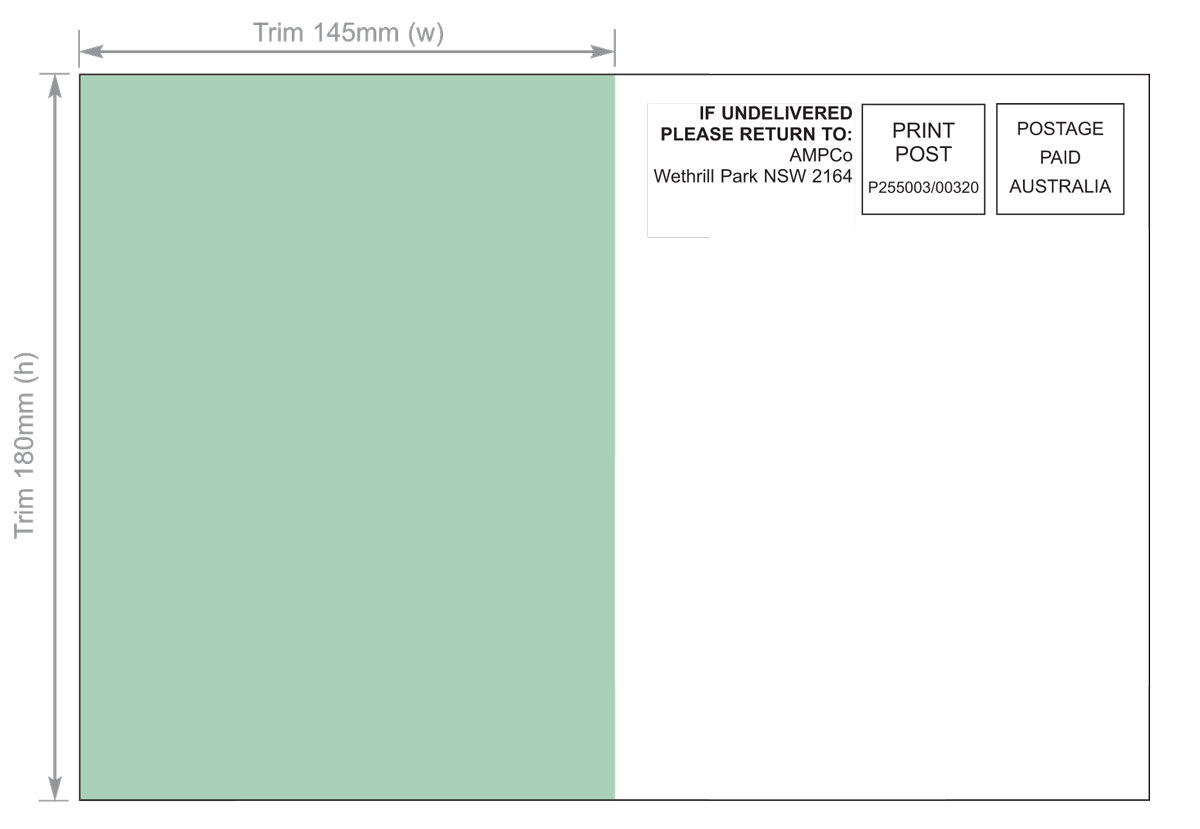 Trim 145mm (w)
Trim 180mm (h)
IF UNDELIVERED
PLEASE RETURN TO:
AMPCo
Wethrill Park NSW 2164
PRINT
POST
P255003/00320
POSTAGE
PAID
AUSTRALIA